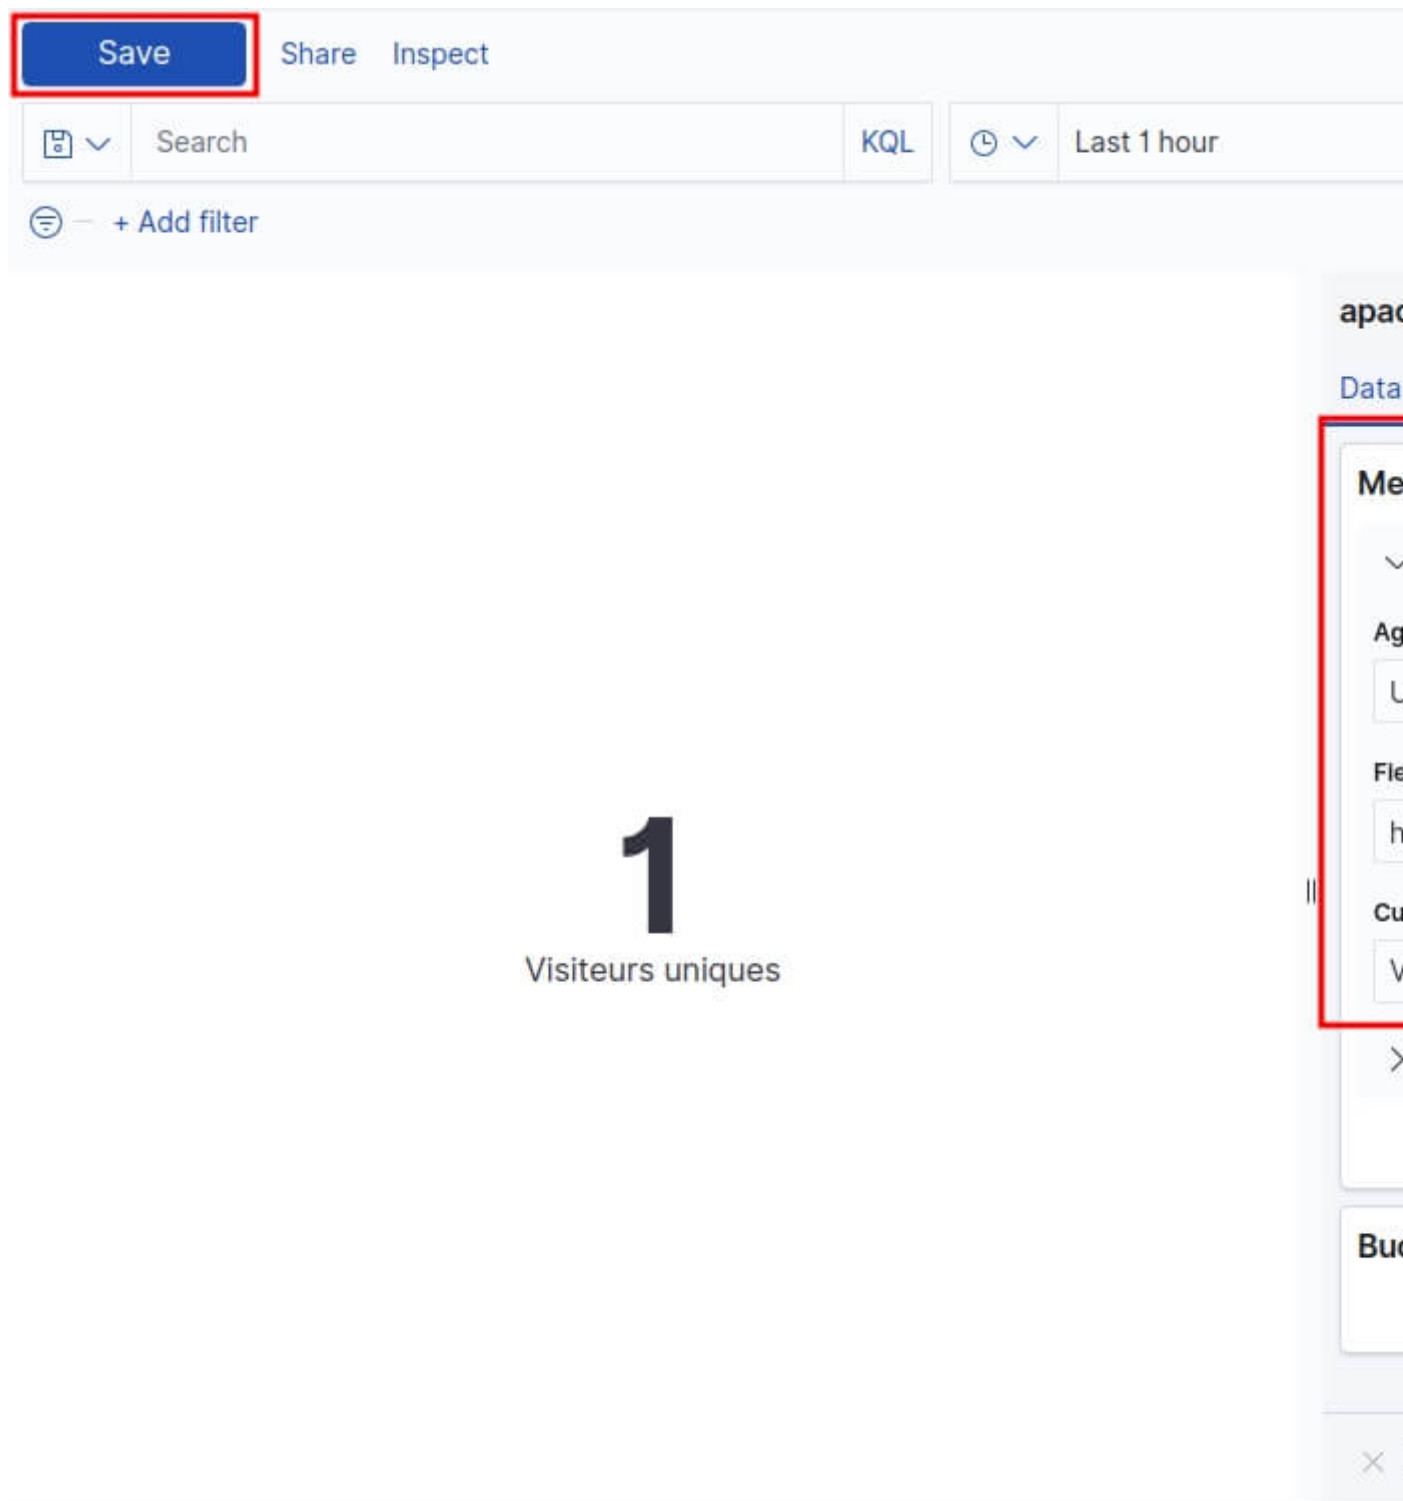 Save Share Inspect
Search KQL Last 1 hour
+ Add filter
Data
1
Visiteurs uniques